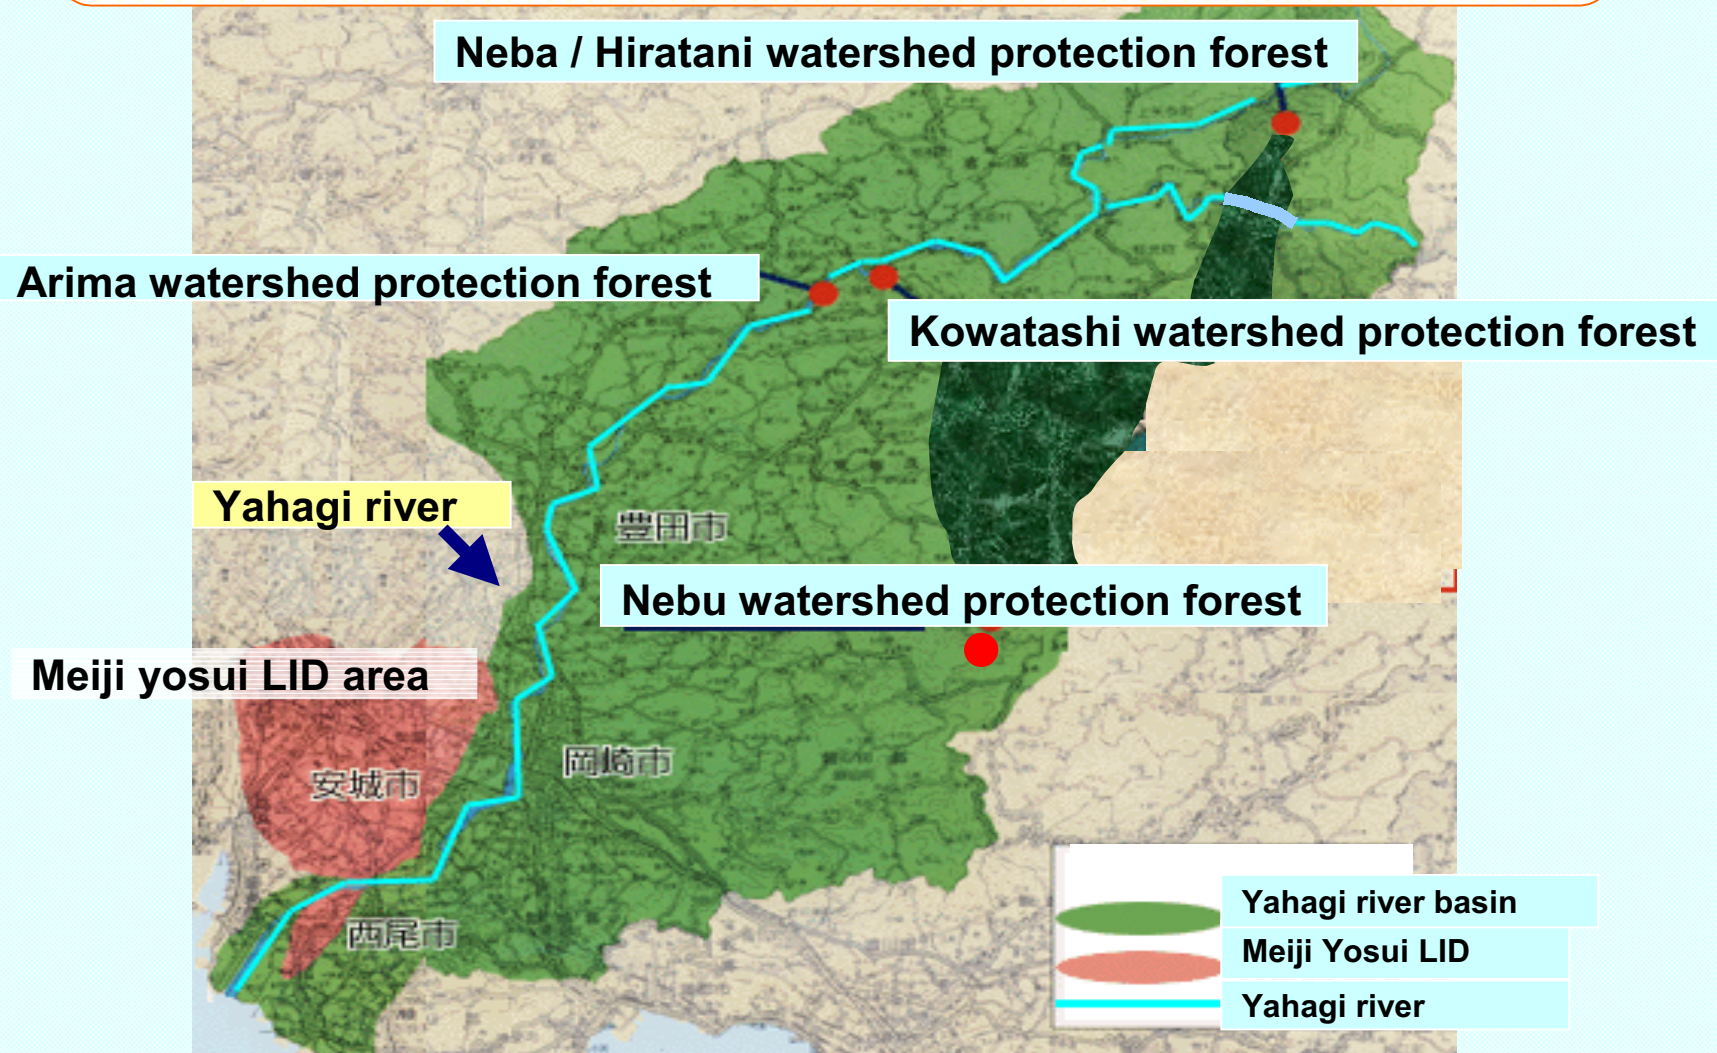 Neba / Hiratani watershed protection forest
Arima watershed protection forest
Kowatashi watershed protection forest
Yahagi river
豊田市
Nebu watershed protection forest
Meiji yosui LID area
岡崎市
安城市
西尾市
Yahagi river basin
Meiji Yosui LID
Yahagi river